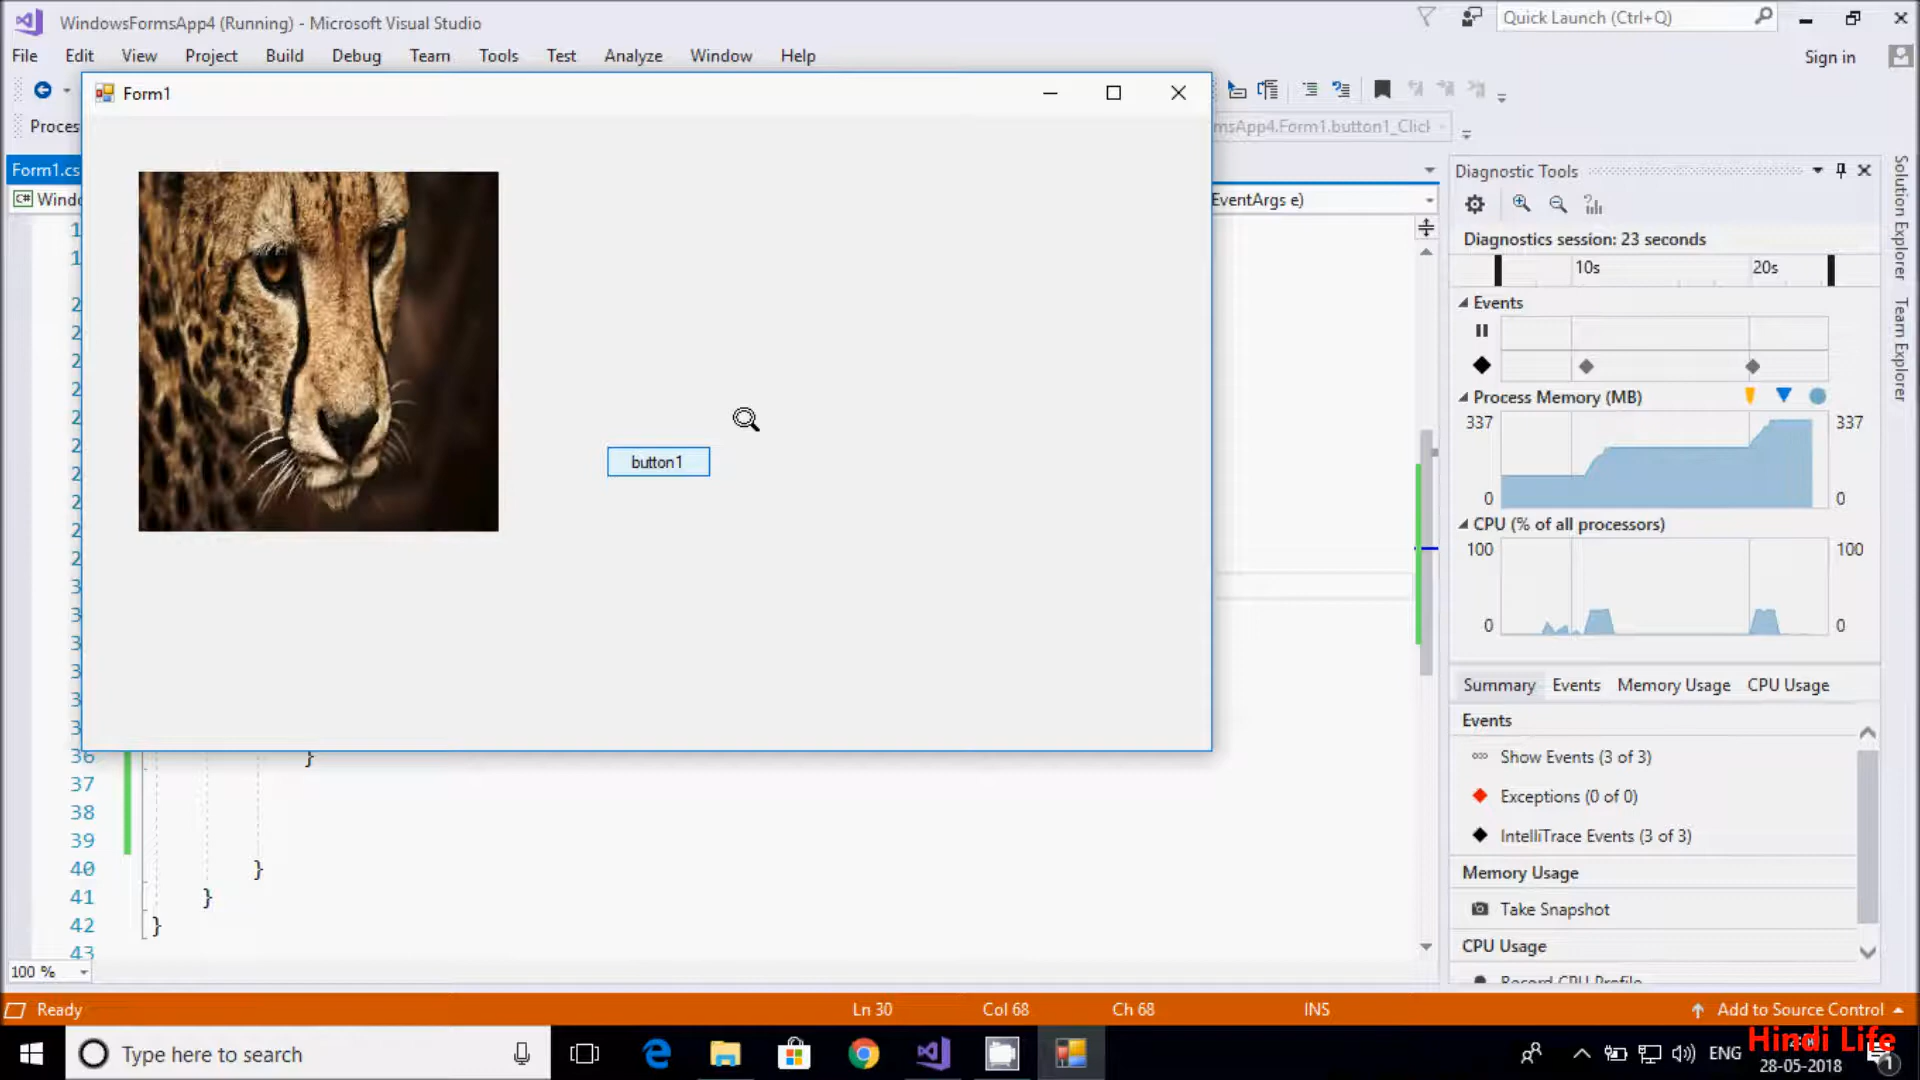 WindowsFormsApp4 (Running) - Microsoft Visual Studio
Quick Launch (Ctrl+Q)
File Edit View Project Build Debug Team Tools Test Analyze Window Help
Sign in
Form1
Proces
msApp4.Form1.button1_Click
Form1.cs
C# Windo
EventArgs e)
button1
36 }
37
38
39
40 }
41 }
42 }
43
100 %
Diagnostic Tools
Diagnostics session: 23 seconds
10s 20s
Events
Process Memory (MB)
337 337
0 0
CPU (% of all processors)
100 100
0 0
Summary Events Memory Usage CPU Usage
Events
Show Events (3 of 3)
Exceptions (0 of 0)
IntelliTrace Events (3 of 3)
Memory Usage
Take Snapshot
CPU Usage
Record CPU Profile
Solution Explorer
Team Explorer
Ready Ln 30 Col 68 Ch 68 INS Add to Source Control
Type here to search
ENG
28-05-2018
1
Hindi Life